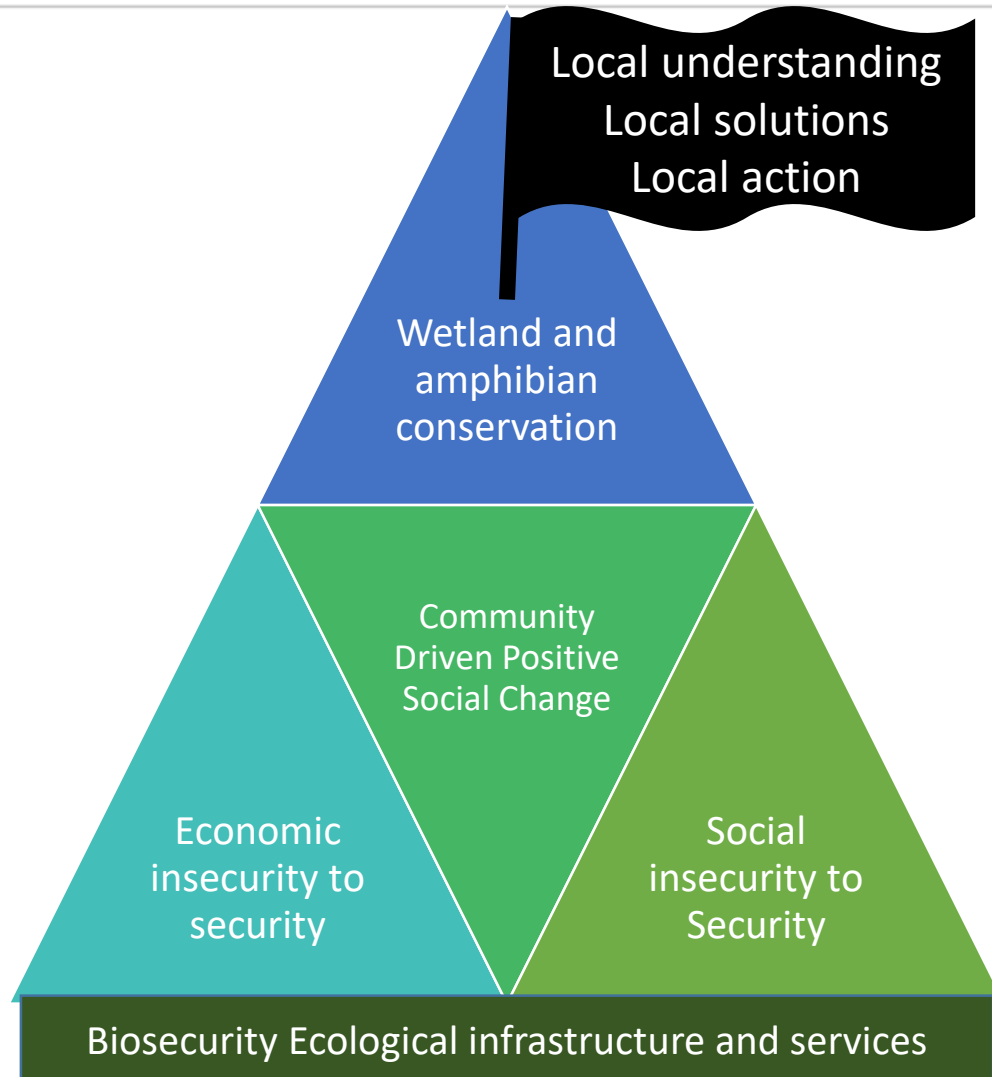 Local understanding
Local solutions
Local action
Wetland and
amphibian
conservation
Community
Driven Positive
Social Change
Economic
insecurity to
security
Social
insecurity to
Security
Biosecurity Ecological infrastructure and services